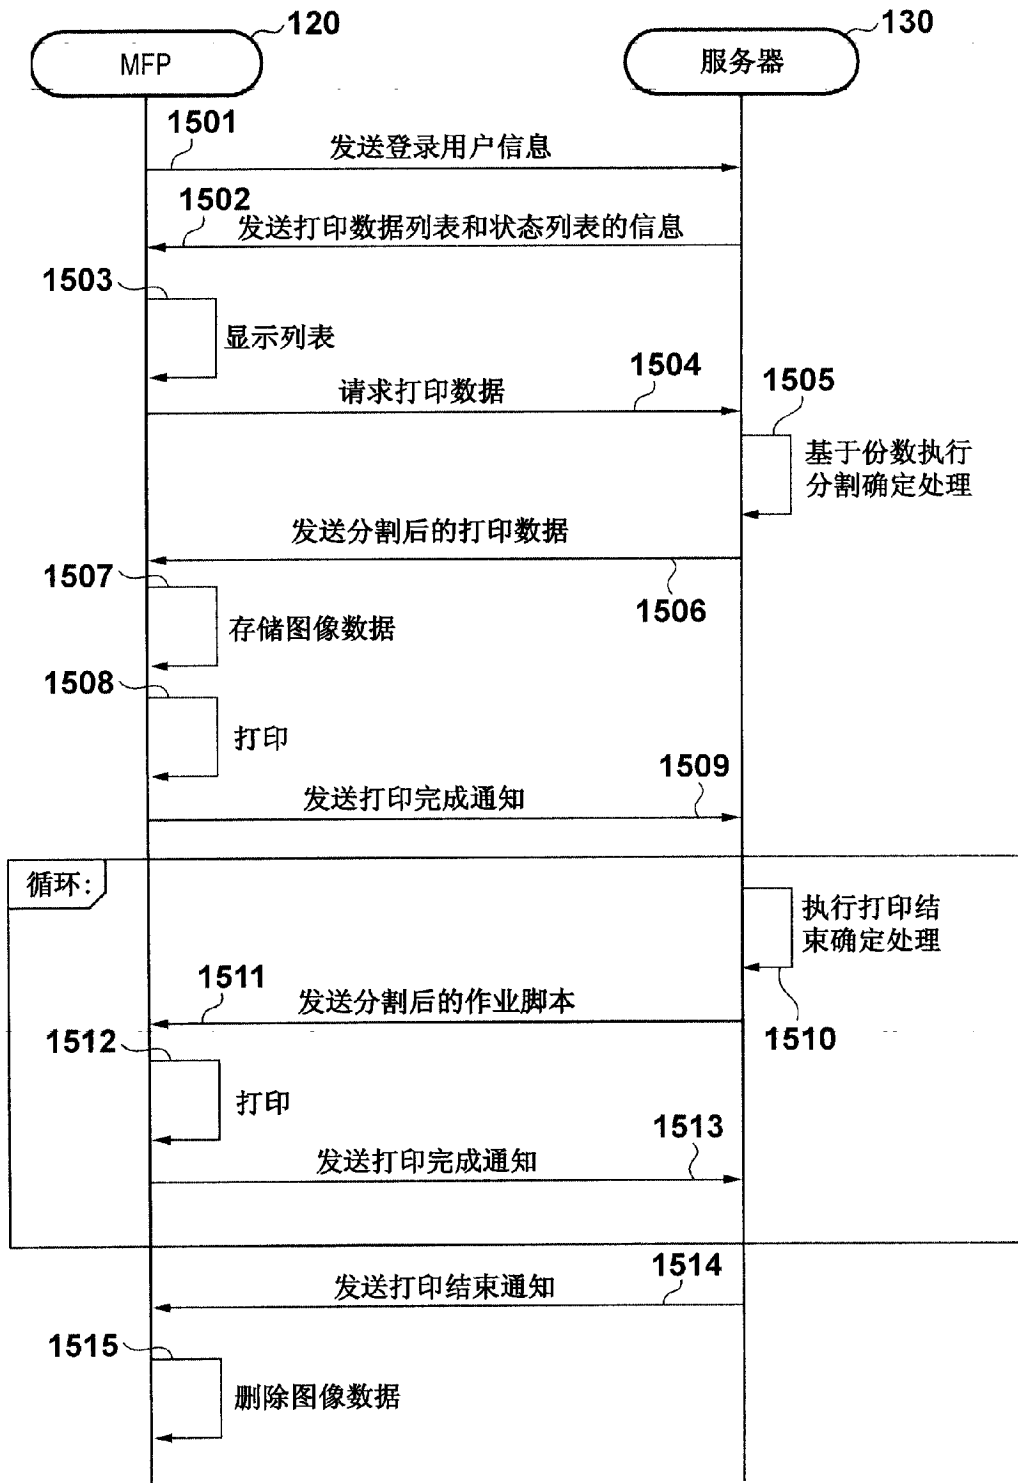 120
130
MFP
服务器
1501
发送登录用户信息
1502
发送打印数据列表和状态列表的信息
1503
显示列表
1504
请求打印数据
1505
基于份数执行
分割确定处理
发送分割后的打印数据
1506
1507
存储图像数据
1508
打印
1509
发送打印完成通知
循环:
执行打印结
束确定处理
1510
1511
发送分割后的作业脚本
1512
打印
1513
发送打印完成通知
1514
发送打印结束通知
1515
删除图像数据